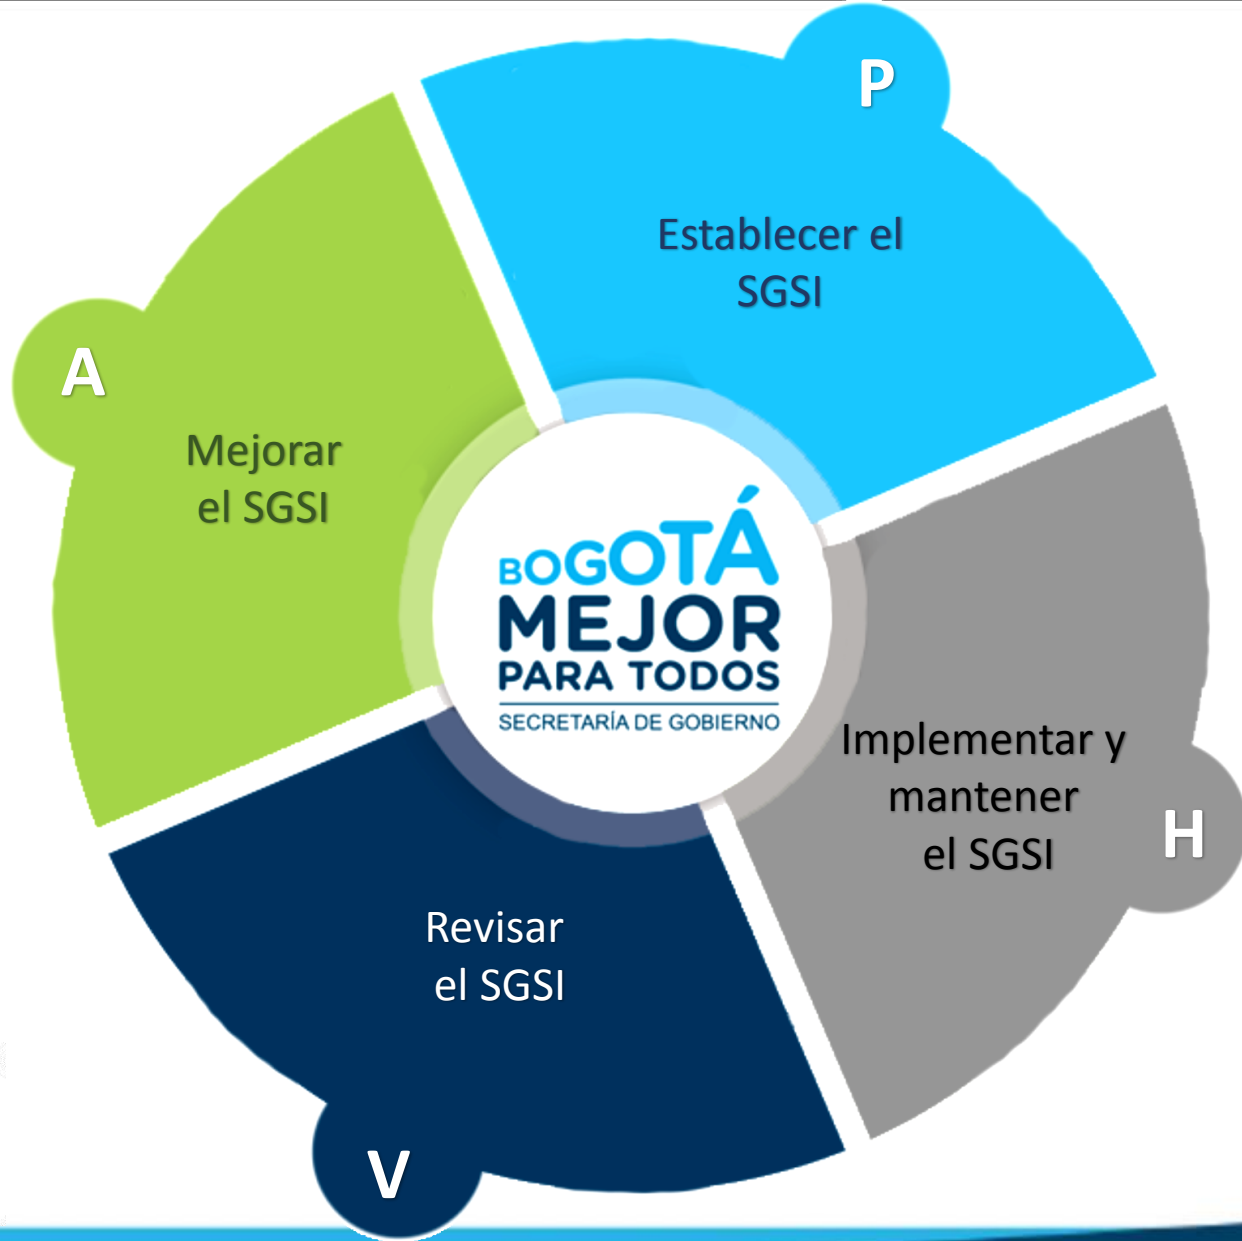 P
Establecer el
SGSI
A
Mejorar
el SGSI
BOGOTÁ
MEJOR
PARA TODOS
SECRETARÍA DE GOBIERNO
Implementar y
mantener
el SGSI
H
Revisar
el SGSI
V